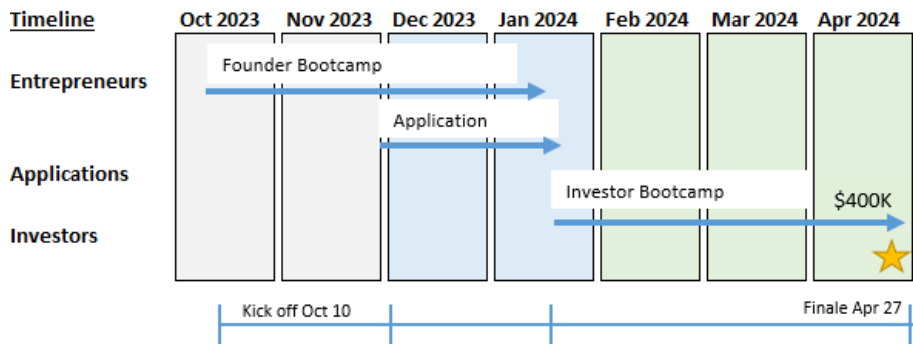 Timeline Oct 2023 Nov 2023 Dec 2023 Jan 2024 Feb 2024 Mar 2024 Apr 2024
Founder Bootcamp
Entrepreneurs
Application
Applications
Investor Bootcamp $400K
Investors
Kick off Oct 10 Finale Apr 27